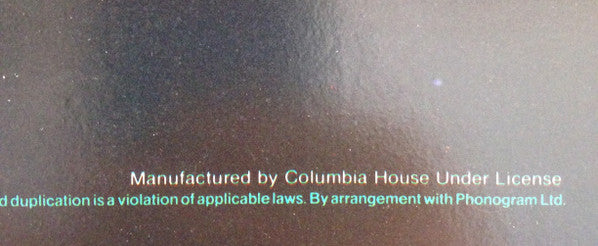 Manufactured by Columbia House Under License
duplication is a violation of applicable laws. By arrangement with Phonogram Ltd.